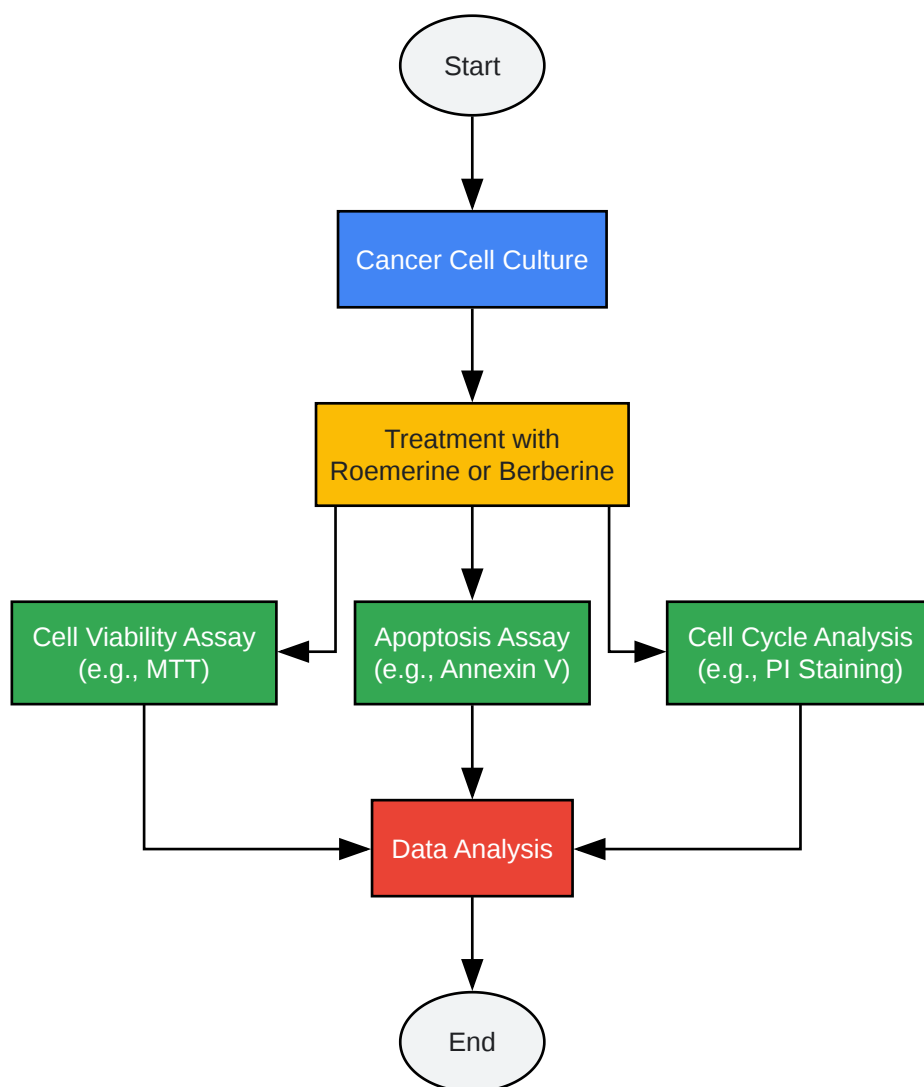 Start
Cancer Cell Culture
Treatment with
Roemerine or Berberine
Cell Viability Assay
(e.g., MTT)
Apoptosis Assay
(e.g., Annexin V)
Cell Cycle Analysis
(e.g., PI Staining)
Data Analysis
End